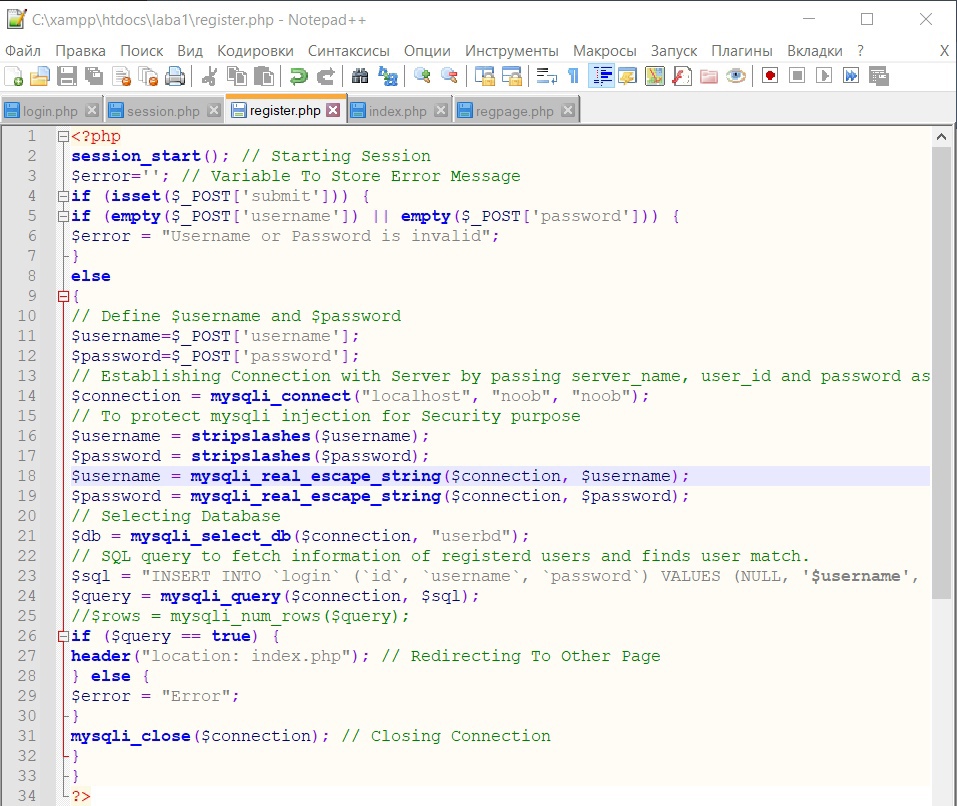 C:\xampp\htdocs\laba1\register.php - Notepad++
Файл Правка Поиск Вид Кодировки Синтаксисы Опции Инструменты Макросы Запуск Плагины Вкладки ? X
login.php session.php register.php index.php regpage.php
1 <?php
2 session_start(); // Starting Session
3 $error=''; // Variable To Store Error Message
4 if (isset($_POST['submit'])) {
5 if (empty($_POST['username']) || empty($_POST['password'])) {
6 $error = "Username or Password is invalid";
7 }
8 else
9 {
10 // Define $username and $password
11 $username=$_POST['username'];
12 $password=$_POST['password'];
13 // Establishing Connection with Server by passing server_name, user_id and password as
14 $connection = mysqli_connect("localhost", "noob", "noob");
15 // To protect mysqli injection for Security purpose
16 $username = stripslashes($username);
17 $password = stripslashes($password);
18 $username = mysqli_real_escape_string($connection, $username);
19 $password = mysqli_real_escape_string($connection, $password);
20 // Selecting Database
21 $db = mysqli_select_db($connection, "userbd");
22 // SQL query to fetch information of registerd users and finds user match.
23 $sql = "INSERT INTO `login` (`id`, `username`, `password`) VALUES (NULL, '$username',
24 $query = mysqli_query($connection, $sql);
25 //$rows = mysqli_num_rows($query);
26 if ($query == true) {
27 header("location: index.php"); // Redirecting To Other Page
28 } else {
29 $error = "Error";
30 }
31 mysqli_close($connection); // Closing Connection
32 }
33 }
34 ?>